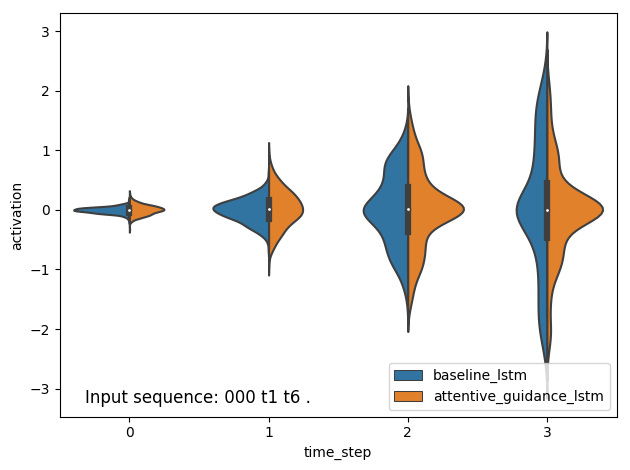 3
2
1
0
−1
−2
−3
activation
0
1
2
3
time_step
Input sequence: 000 t1 t6 .
baseline_lstm
attentive_guidance_lstm